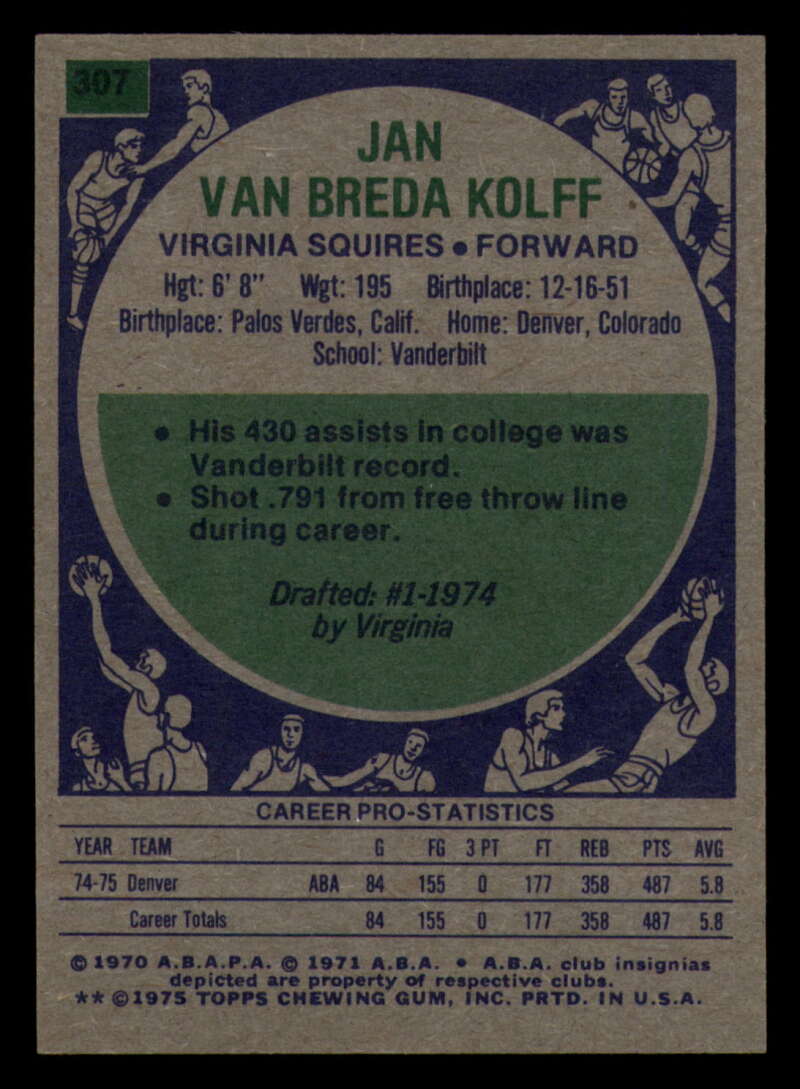 307
JAN
VAN BREDA KOLFF
VIRGINIA SQUIRES • FORWARD
Hgt: 6' 8" Wgt: 195 Birthplace: 12-16-51
Birthplace: Palos Verdes, Calif. Home: Denver, Colorado
School: Vanderbilt
• His 430 assists in college was
Vanderbilt record.
• Shot .791 from free throw line
during career.
Drafted: #1-1974
by Virginia
CAREER PRO-STATISTICS
YEAR TEAM G FG 3 PT FT REB PTS AVG
74-75 Denver ABA 84 155 0 177 358 487 5.8
Career Totals 84 155 0 177 358 487 5.8
© 1970 A.B.A.P.A. © 1971 A.B.A. • A.B.A. club insignias
depicted are property of respective clubs.
** ©1975 TOPPS CHEWING GUM, INC. PRTD. IN U.S.A.